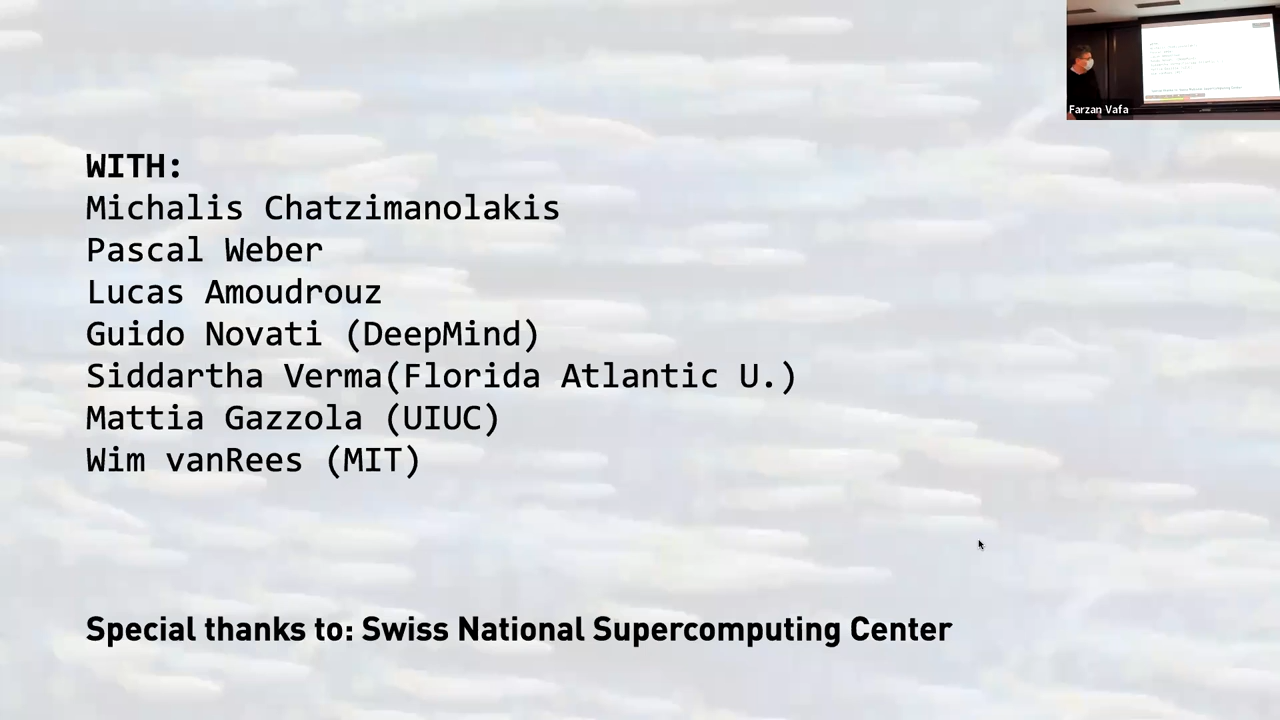 Farzan Vafa
WITH:
Michalis Chatzimanolakis
Pascal Weber
Lucas Amoudrouz
Guido Novati (DeepMind)
Siddartha Verma(Florida Atlantic U.)
Mattia Gazzola (UIUC)
Wim vanRees (MIT)
Special thanks to: Swiss National Supercomputing Center